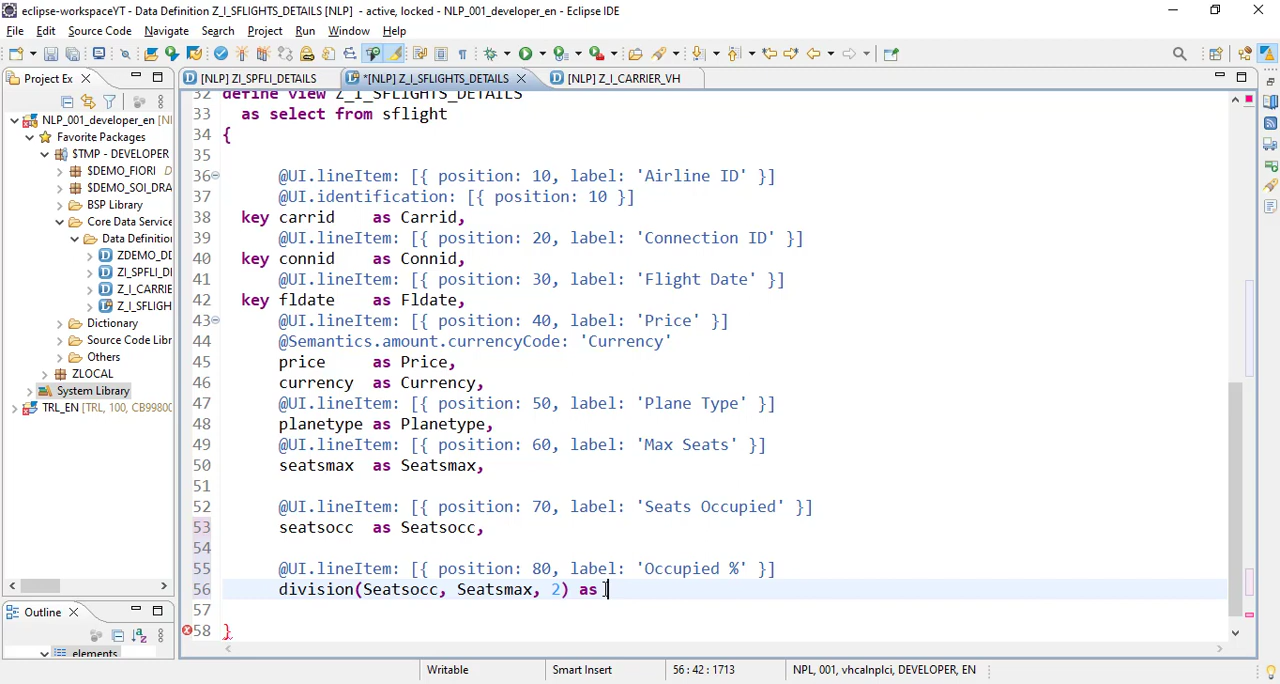 eclipse-workspaceYT - Data Definition Z_I_SFLIGHTS_DETAILS [NLP] - active, locked - NLP_001_developer_en - Eclipse IDE
File Edit Source Code Navigate Search Project Run Window Help
Project Ex
[NLP] ZI_SPFLI_DETAILS
*[NLP] Z_I_SFLIGHTS_DETAILS
[NLP] Z_I_CARRIER_VH
NLP_001_developer_en [NL
Favorite Packages
$TMP - DEVELOPER
$DEMO_FIORI D
$DEMO_SOI_DRA
BSP Library
Core Data Service
Data Definition
ZDEMO_DD
ZI_SPFLI_DI
Z_I_CARRIE
Z_I_SFLIGH
Dictionary
Source Code Libr
Others
ZLOCAL
System Library
TRL_EN [TRL, 100, CB99800
Outline
elements
32 define view Z_I_SFLIGHTS_DETAILS
33 as select from sflight
34 {
35
36 @UI.lineItem: [{ position: 10, label: 'Airline ID' }]
37 @UI.identification: [{ position: 10 }]
38 key carrid as Carrid,
39 @UI.lineItem: [{ position: 20, label: 'Connection ID' }]
40 key connid as Connid,
41 @UI.lineItem: [{ position: 30, label: 'Flight Date' }]
42 key fldate as Fldate,
43 @UI.lineItem: [{ position: 40, label: 'Price' }]
44 @Semantics.amount.currencyCode: 'Currency'
45 price as Price,
46 currency as Currency,
47 @UI.lineItem: [{ position: 50, label: 'Plane Type' }]
48 planetype as Planetype,
49 @UI.lineItem: [{ position: 60, label: 'Max Seats' }]
50 seatsmax as Seatsmax,
51
52 @UI.lineItem: [{ position: 70, label: 'Seats Occupied' }]
53 seatsocc as Seatsocc,
54
55 @UI.lineItem: [{ position: 80, label: 'Occupied %' }]
56 division(Seatsocc, Seatsmax, 2) as
57
58 }
Writable
Smart Insert
56 : 42 : 1713
NPL, 001, vhcalnplci, DEVELOPER, EN